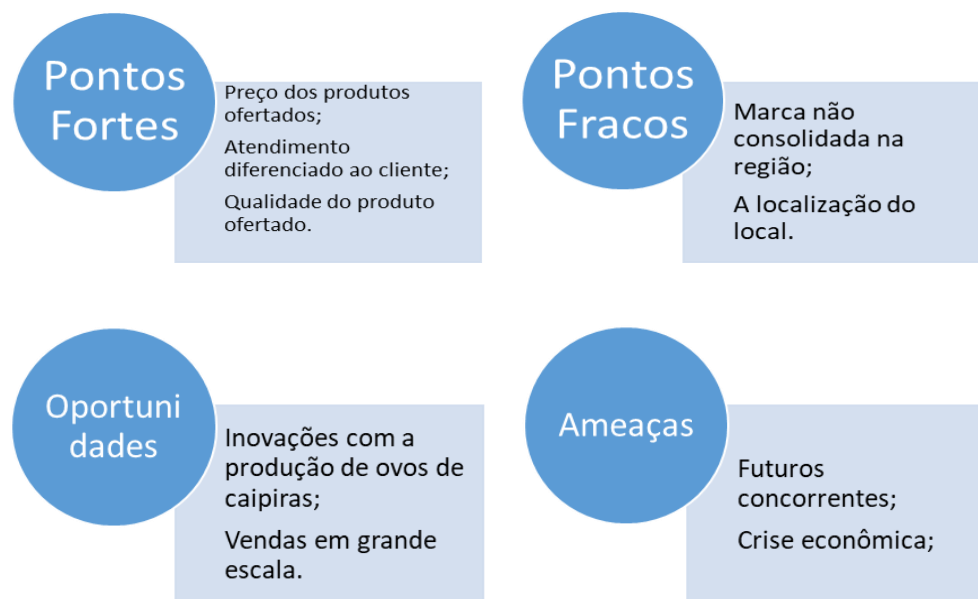 Pontos
Fortes
Preço dos produtos
ofertados;
Atendimento
diferenciado ao cliente;
Qualidade do produto
ofertado.
Pontos
Fracos
Marca não
consolidada na
região;
A localização do
local.
Oportuni
dades
Inovações com a
produção de ovos de
caipiras;
Vendas em grande
escala.
Ameaças
Futuros
concorrentes;
Crise econômica;